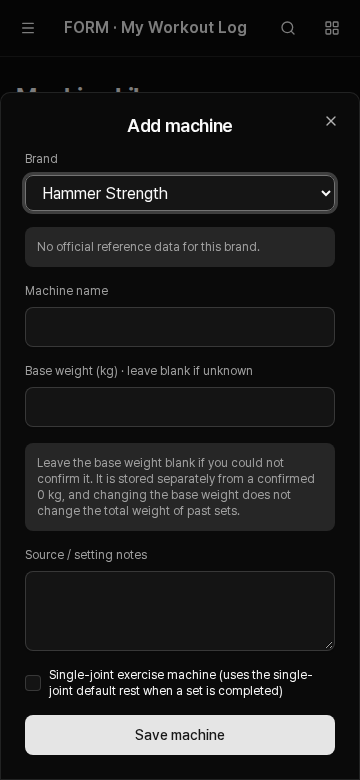 FORM · My Workout Log
Add machine
Brand
Hammer Strength
No official reference data for this brand.
Machine name
Base weight (kg) · leave blank if unknown
Leave the base weight blank if you could not
confirm it. It is stored separately from a confirmed
0 kg, and changing the base weight does not
change the total weight of past sets.
Source / setting notes
Single-joint exercise machine (uses the single-
joint default rest when a set is completed)
Save machine